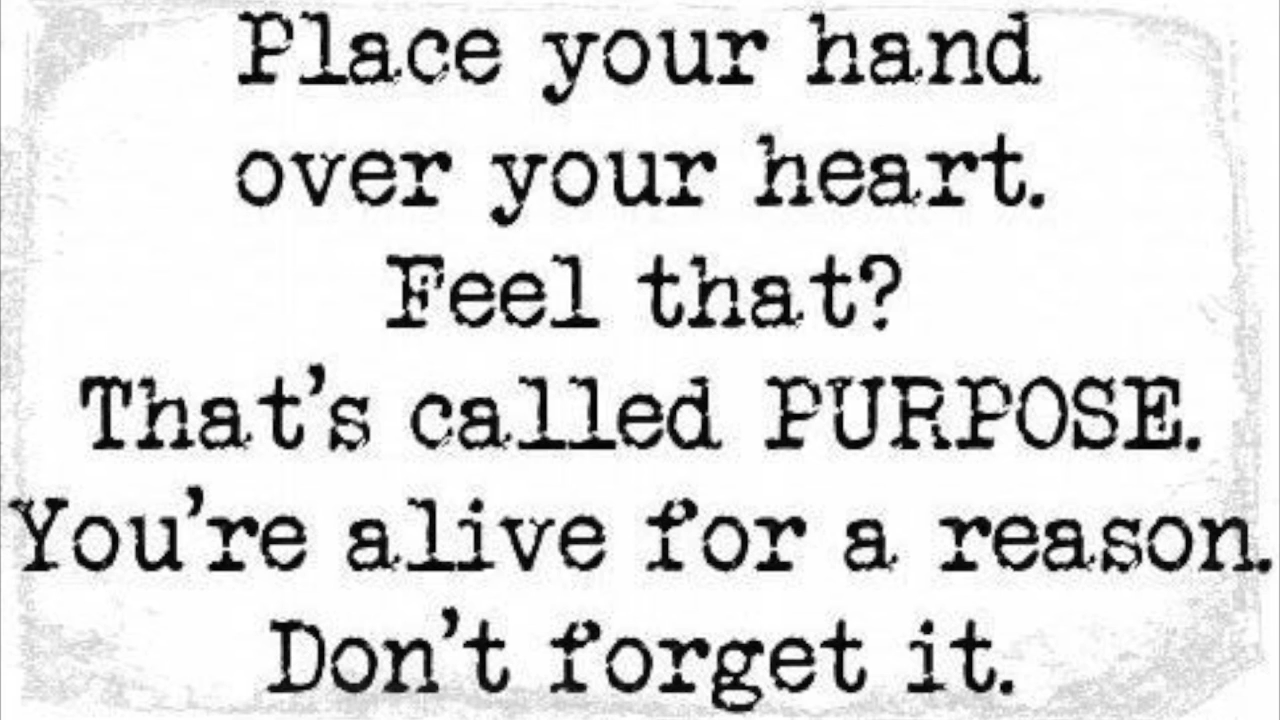 Place your hand
over your heart.
Feel that?
That's called PURPOSE.
You're alive for a reason.
Don't forget it.